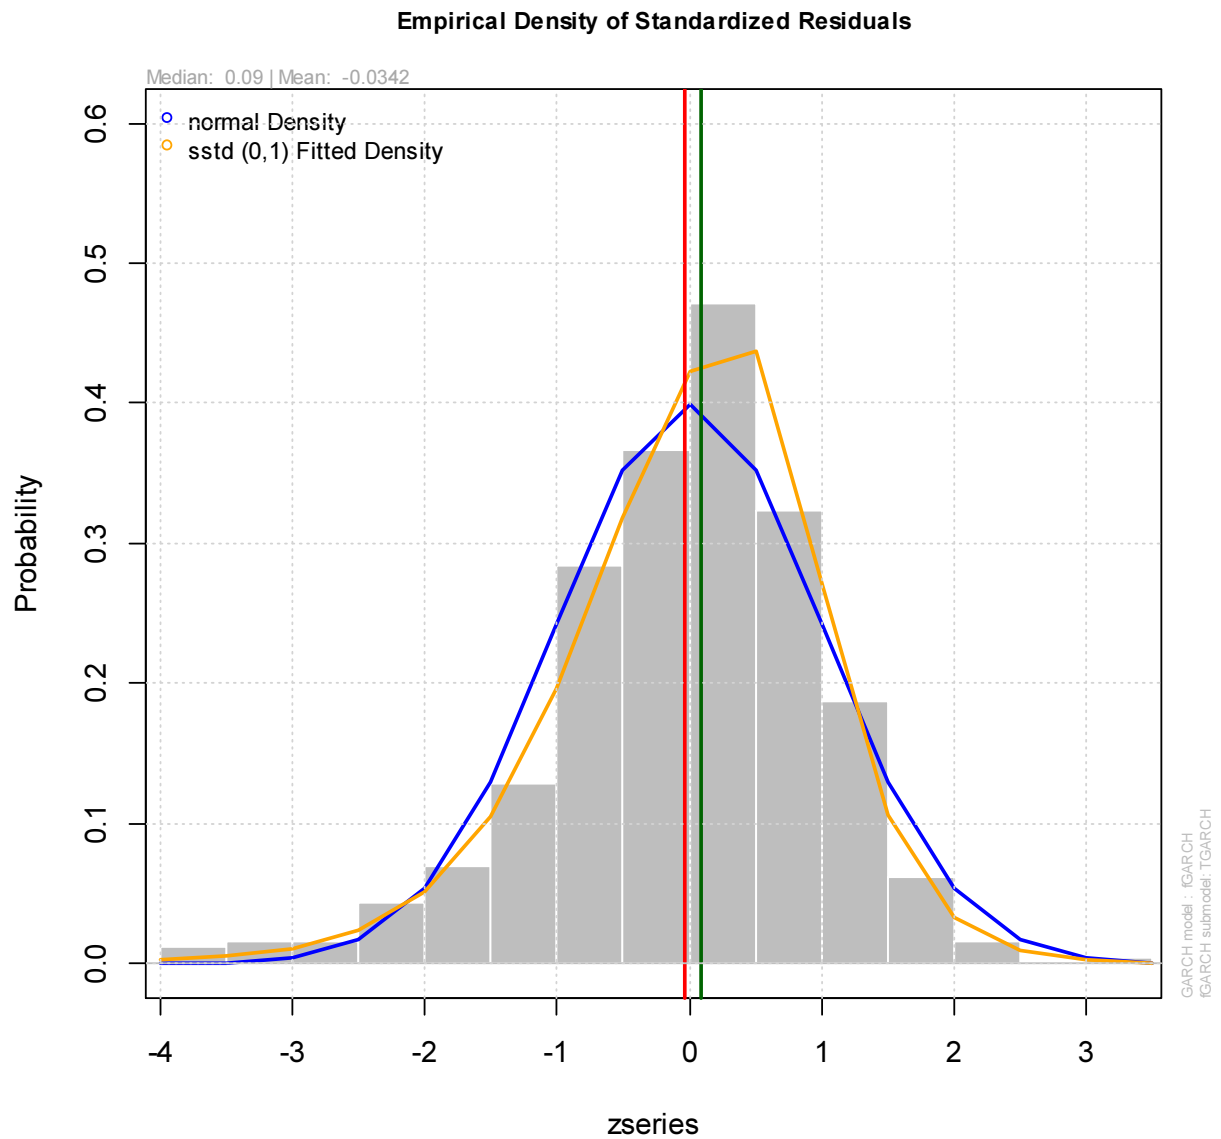 Empirical Density of Standardized Residuals
Median:  0.09 | Mean:  -0.0342
normal Density
sstd (0,1) Fitted Density
Probability
0.6
0.5
0.4
0.3
0.2
0.1
0.0
-4 -3 -2 -1 0 1 2 3
zseries
GARCH model :  fGARCH
fGARCH submodel: TGARCH